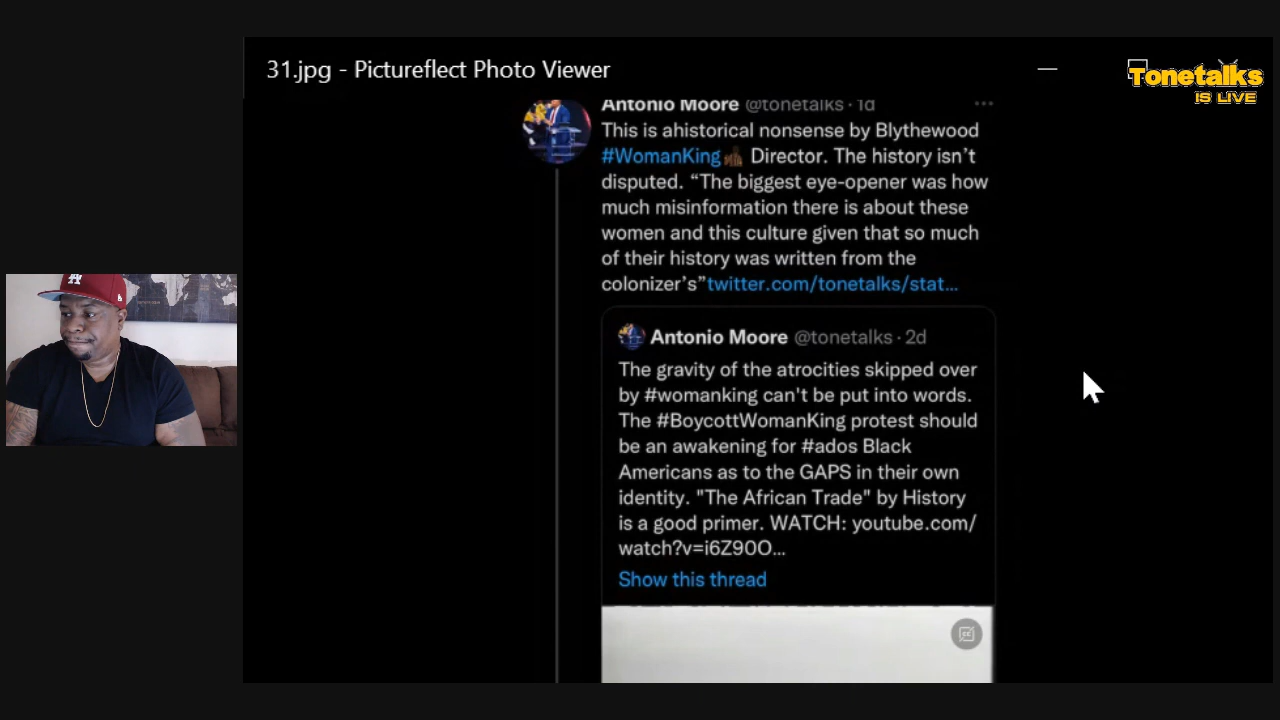 31.jpg - Pictureflect Photo Viewer
Tonetalks
IS LIVE
Antonio Moore @tonetalks · 1d
This is ahistorical nonsense by Blythewood
#WomanKing Director. The history isn't
disputed. “The biggest eye-opener was how
much misinformation there is about these
women and this culture given that so much
of their history was written from the
colonizer's”twitter.com/tonetalks/stat...
Antonio Moore @tonetalks · 2d
The gravity of the atrocities skipped over
by #womanking can't be put into words.
The #BoycottWomanKing protest should
be an awakening for #ados Black
Americans as to the GAPS in their own
identity. "The African Trade" by History
is a good primer. WATCH: youtube.com/
watch?v=i6Z90O...
Show this thread